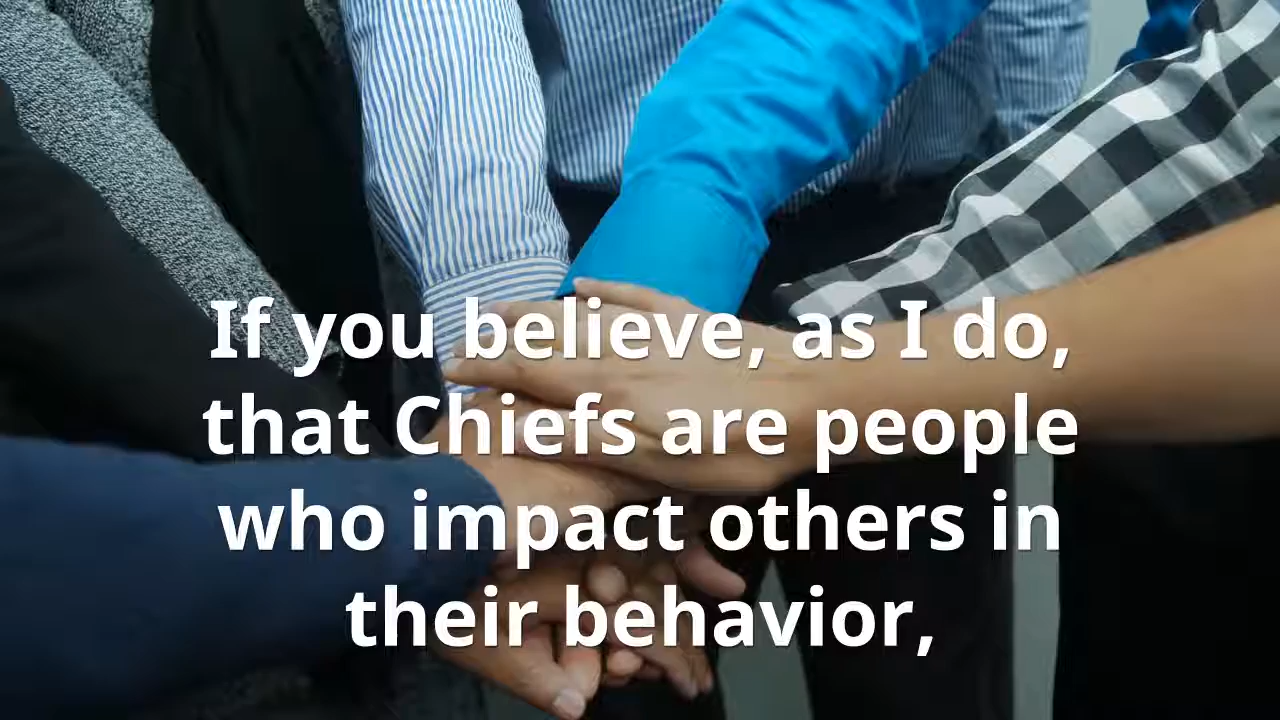 If you believe, as I do,
that Chiefs are people
who impact others in
their behavior,